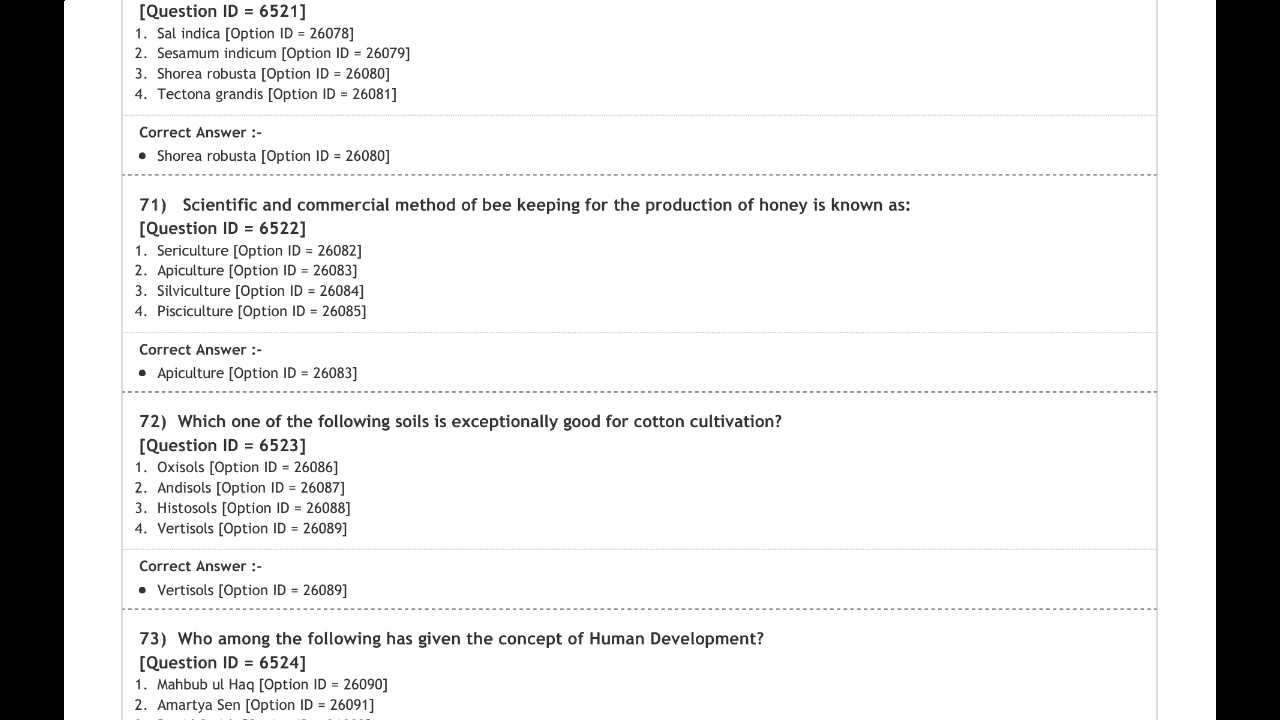 [Question ID = 6521]
1. Sal indica [Option ID = 26078]
2. Sesamum indicum [Option ID = 26079]
3. Shorea robusta [Option ID = 26080]
4. Tectona grandis [Option ID = 26081]
Correct Answer :-
• Shorea robusta [Option ID = 26080]
71) Scientific and commercial method of bee keeping for the production of honey is known as:
[Question ID = 6522]
1. Sericulture [Option ID = 26082]
2. Apiculture [Option ID = 26083]
3. Silviculture [Option ID = 26084]
4. Pisciculture [Option ID = 26085]
Correct Answer :-
• Apiculture [Option ID = 26083]
72) Which one of the following soils is exceptionally good for cotton cultivation?
[Question ID = 6523]
1. Oxisols [Option ID = 26086]
2. Andisols [Option ID = 26087]
3. Histosols [Option ID = 26088]
4. Vertisols [Option ID = 26089]
Correct Answer :-
• Vertisols [Option ID = 26089]
73) Who among the following has given the concept of Human Development?
[Question ID = 6524]
1. Mahbub ul Haq [Option ID = 26090]
2. Amartya Sen [Option ID = 26091]